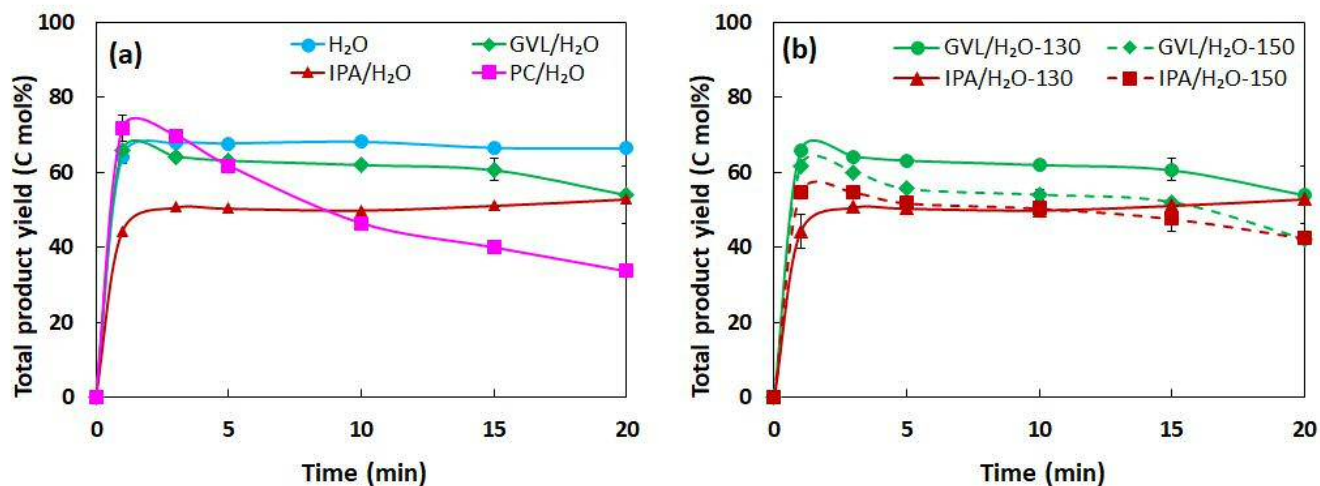 (a)
H₂O
GVL/H₂O
IPA/H₂O
PC/H₂O
Total product yield (C mol%)
100
80
60
40
20
0
0 5 10 15 20
Time (min)
(b)
GVL/H₂O-130
GVL/H₂O-150
IPA/H₂O-130
IPA/H₂O-150
Total product yield (C mol%)
100
80
60
40
20
0
0 5 10 15 20
Time (min)